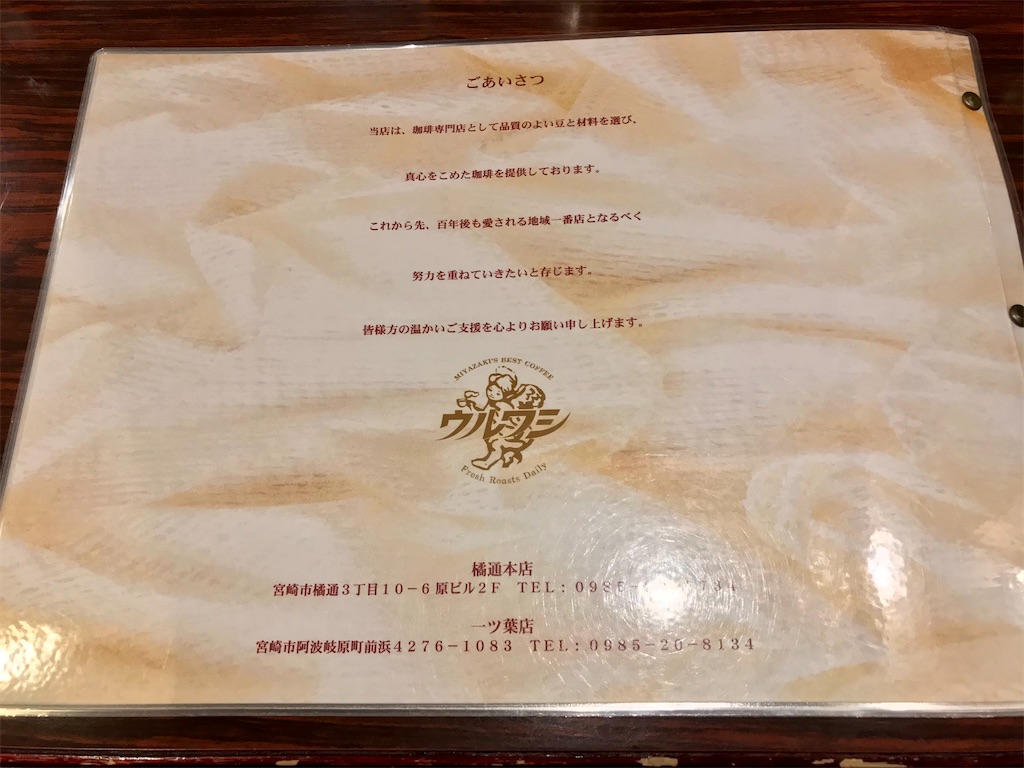 ごあいさつ
当店は、珈琲専門店として品質のよい豆と材料を選び、
真心をこめた珈琲を提供しております。
これから先、百年後も愛される地域一番店となるべく
努力を重ねていきたいと存じます。
皆様方の温かいご支援を心よりお願い申し上げます。
MIYAZAKI'S BEST COFFEE
ウルワシ
Fresh Roasts Daily
橘通本店
宮崎市橘通3丁目10-6原ビル2F TEL:0985-
一ツ葉店
宮崎市阿波岐原町前浜4276-1083 TEL:0985-20-8134